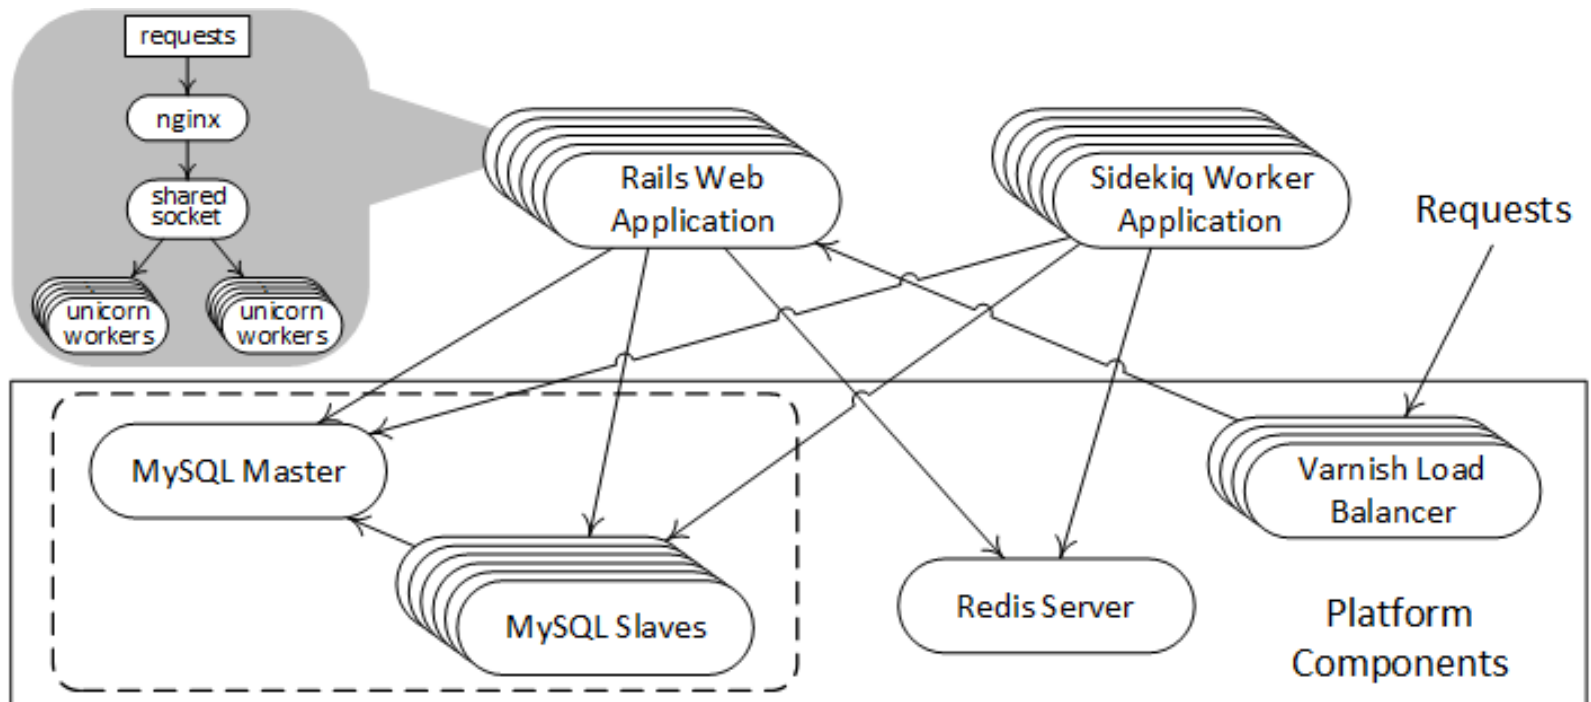 requests
nginx
shared
socket
unicorn
workers
unicorn
workers
Rails Web
Application
Sidekiq Worker
Application
Requests
MySQL Master
MySQL Slaves
Redis Server
Varnish Load
Balancer
Platform
Components